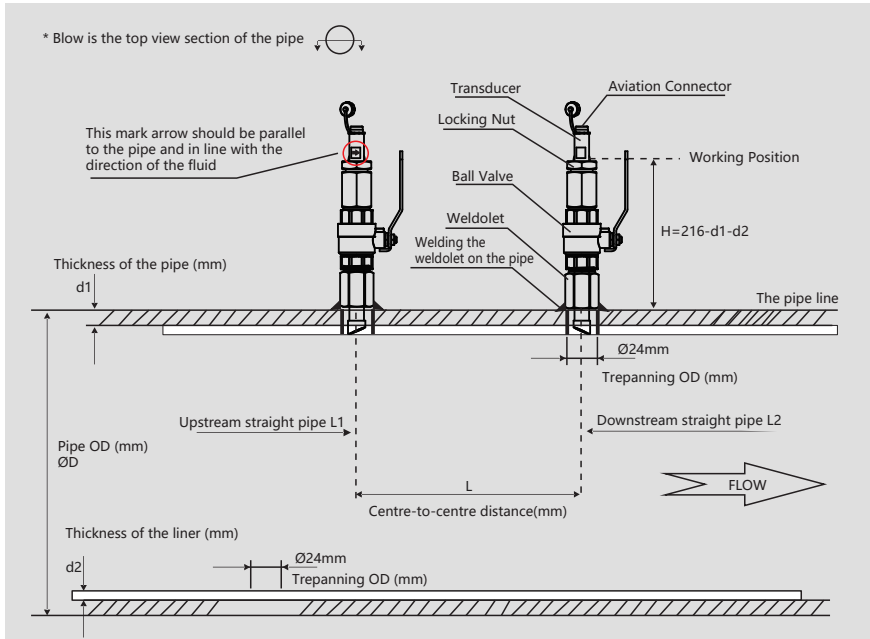 * Blow is the top view section of the pipe
Transducer
Aviation Connector
Locking Nut
This mark arrow should be parallel
to the pipe and in line with the
direction of the fluid
Working Position
Ball Valve
Weldolet
H=216-d1-d2
Welding the
weldolet on the pipe
Thickness of the pipe (mm)
d1
The pipe line
Ø24mm
Trepanning OD (mm)
Upstream straight pipe L1
Downstream straight pipe L2
Pipe OD (mm)
ØD
L
FLOW
Centre-to-centre distance(mm)
Thickness of the liner (mm)
Ø24mm
d2
Trepanning OD (mm)